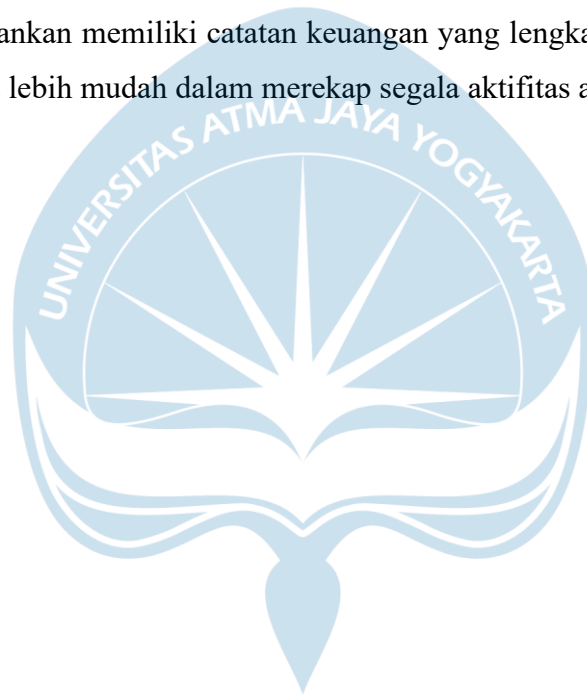 ankan memiliki catatan keuangan yang lengka
lebih mudah dalam merekap segala aktifitas a
UNIVERSITAS ATMA JAYA YOGYAKARTA